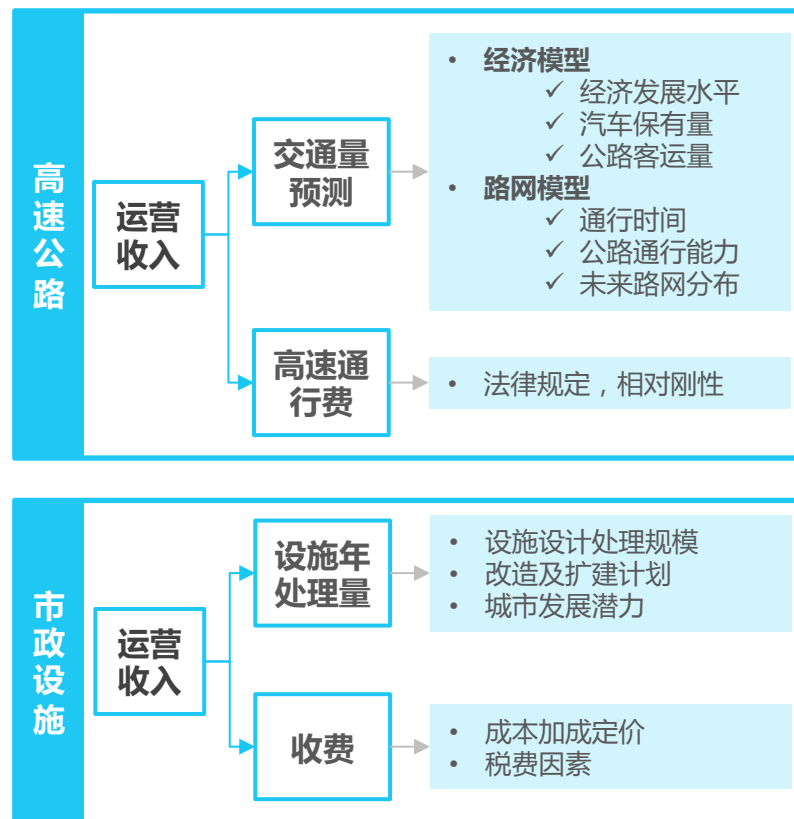 高速公路
运营
收入
交通量
预测
• 经济模型
✓ 经济发展水平
✓ 汽车保有量
✓ 公路客运量
• 路网模型
✓ 通行时间
✓ 公路通行能力
✓ 未来路网分布
高速通
行费
• 法律规定，相对刚性
市政设施
运营
收入
设施年
处理量
• 设施设计处理规模
• 改造及扩建计划
• 城市发展潜力
收费
• 成本加成定价
• 税费因素